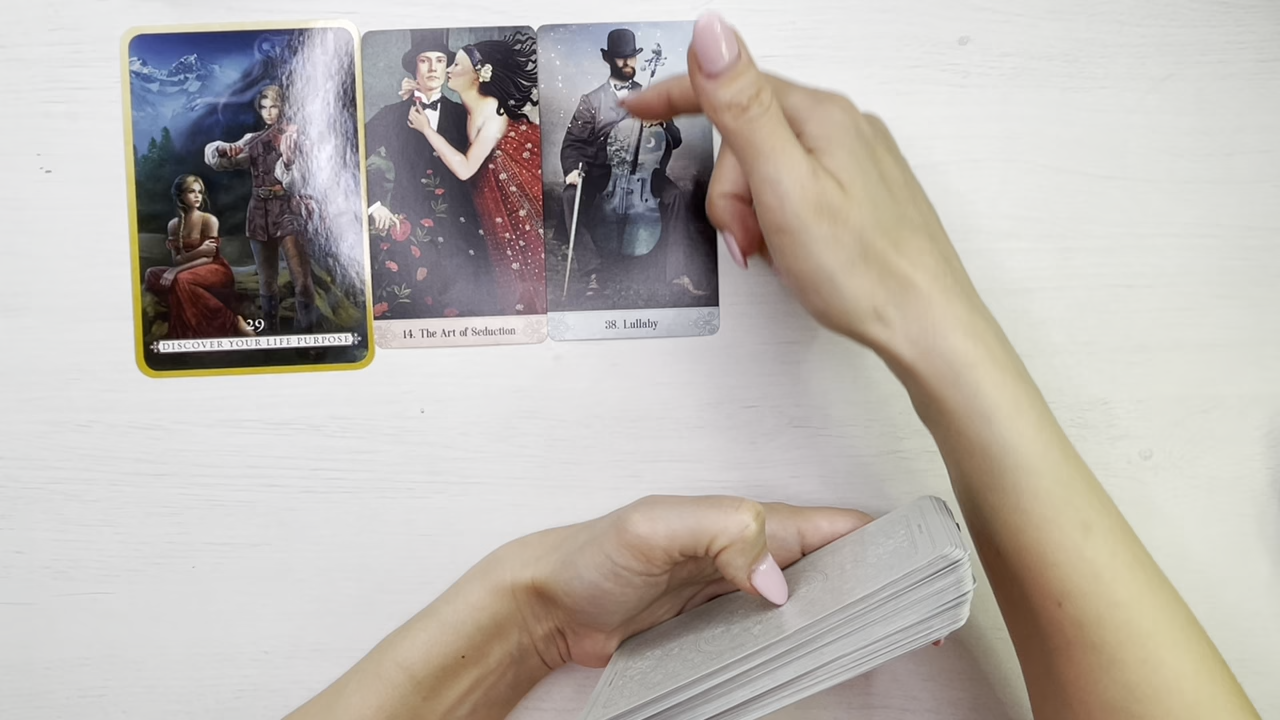 29
DISCOVER YOUR LIFE PURPOSE
14. The Art of Seduction
38. Lullaby